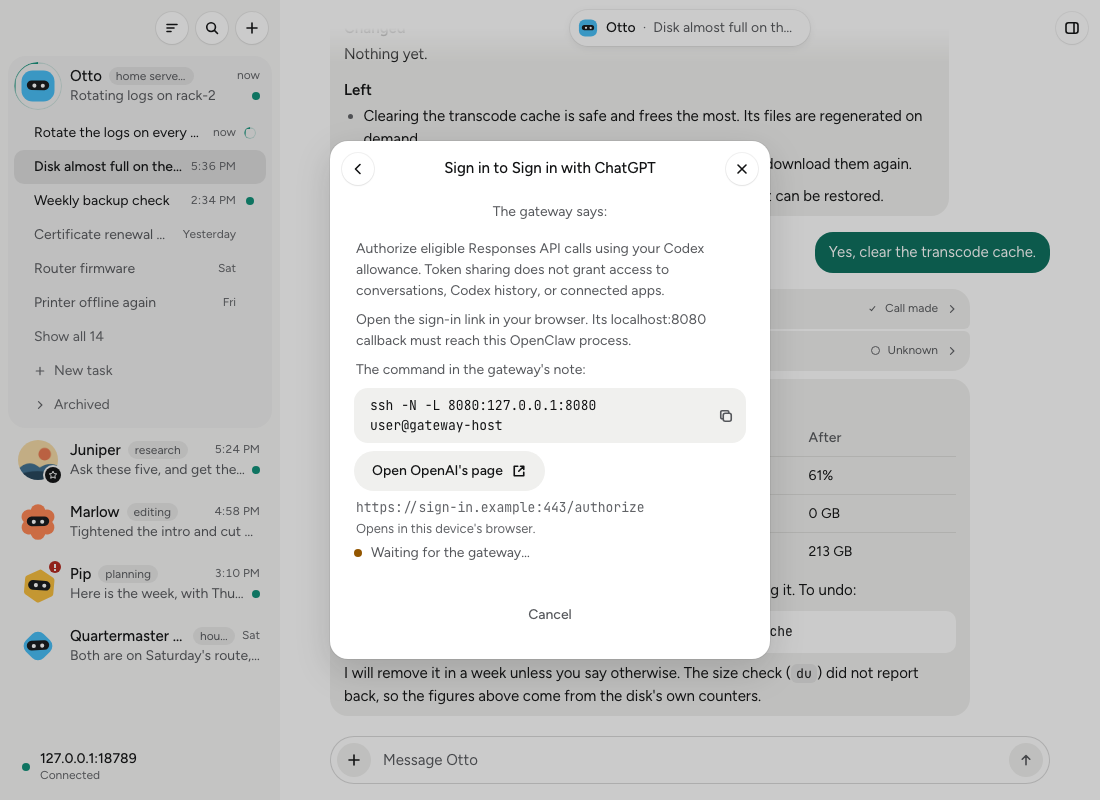 Otto
home serve...
now
Rotating logs on rack-2
Rotate the logs on every ...
now
Disk almost full on the...
5:36 PM
Weekly backup check
2:34 PM
Certificate renewal ...
Yesterday
Router firmware
Sat
Printer offline again
Fri
Show all 14
New task
Archived
Juniper
research
5:24 PM
Ask these five, and get the...
Marlow
editing
4:58 PM
Tightened the intro and cut ...
Pip
planning
3:10 PM
Here is the week, with Thu...
Quartermaster ...
hou...
Sat
Both are on Saturday's route,...
127.0.0.1:18789
Connected
Otto · Disk almost full on th...
Changed
Nothing yet.
Left
Clearing the transcode cache is safe and frees the most. Its files are regenerated on
demand.
download them again.
can be restored.
Yes, clear the transcode cache.
Call made
Unknown
After
61%
0 GB
213 GB
g it. To undo:
che
I will remove it in a week unless you say otherwise. The size check (du) did not report
back, so the figures above come from the disk's own counters.
Message Otto
Sign in to Sign in with ChatGPT
The gateway says:
Authorize eligible Responses API calls using your Codex
allowance. Token sharing does not grant access to
conversations, Codex history, or connected apps.
Open the sign-in link in your browser. Its localhost:8080
callback must reach this OpenClaw process.
The command in the gateway's note:
ssh -N -L 8080:127.0.0.1:8080
user@gateway-host
Open OpenAI's page
https://sign-in.example:443/authorize
Opens in this device's browser.
Waiting for the gateway...
Cancel